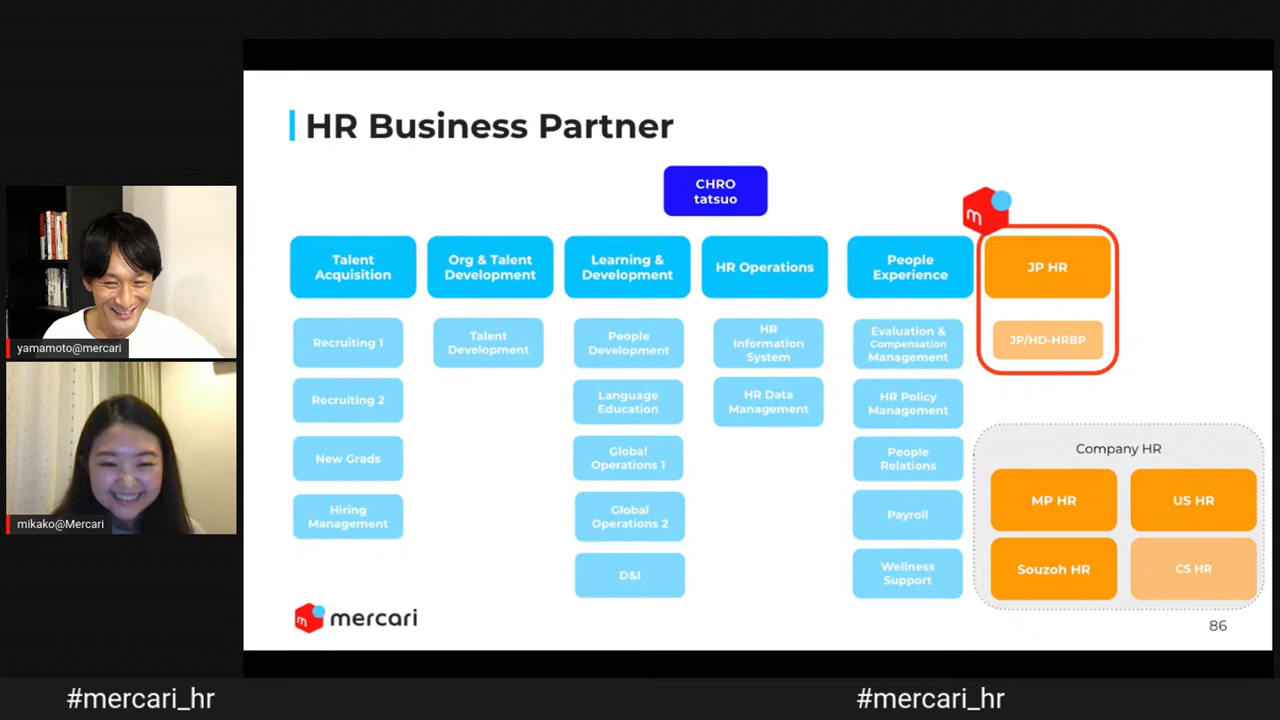 HR Business Partner
CHRO
tatsuo
Talent
Acquisition
Org & Talent
Development
Learning &
Development
HR Operations
People
Experience
m
JP HR
Recruiting 1
Talent
Development
People
Development
HR
Information
System
Evaluation &
Compensation
Management
JP/HD-HRBP
Recruiting 2
Language
Education
HR Data
Management
HR Policy
Management
New Grads
Global
Operations 1
People
Relations
Hiring
Management
Global
Operations 2
Payroll
D&I
Wellness
Support
Company HR
MP HR
US HR
Souzoh HR
CS HR
m mercari
86
yamamoto@mercari
mikako@Mercari
#mercari_hr
#mercari_hr